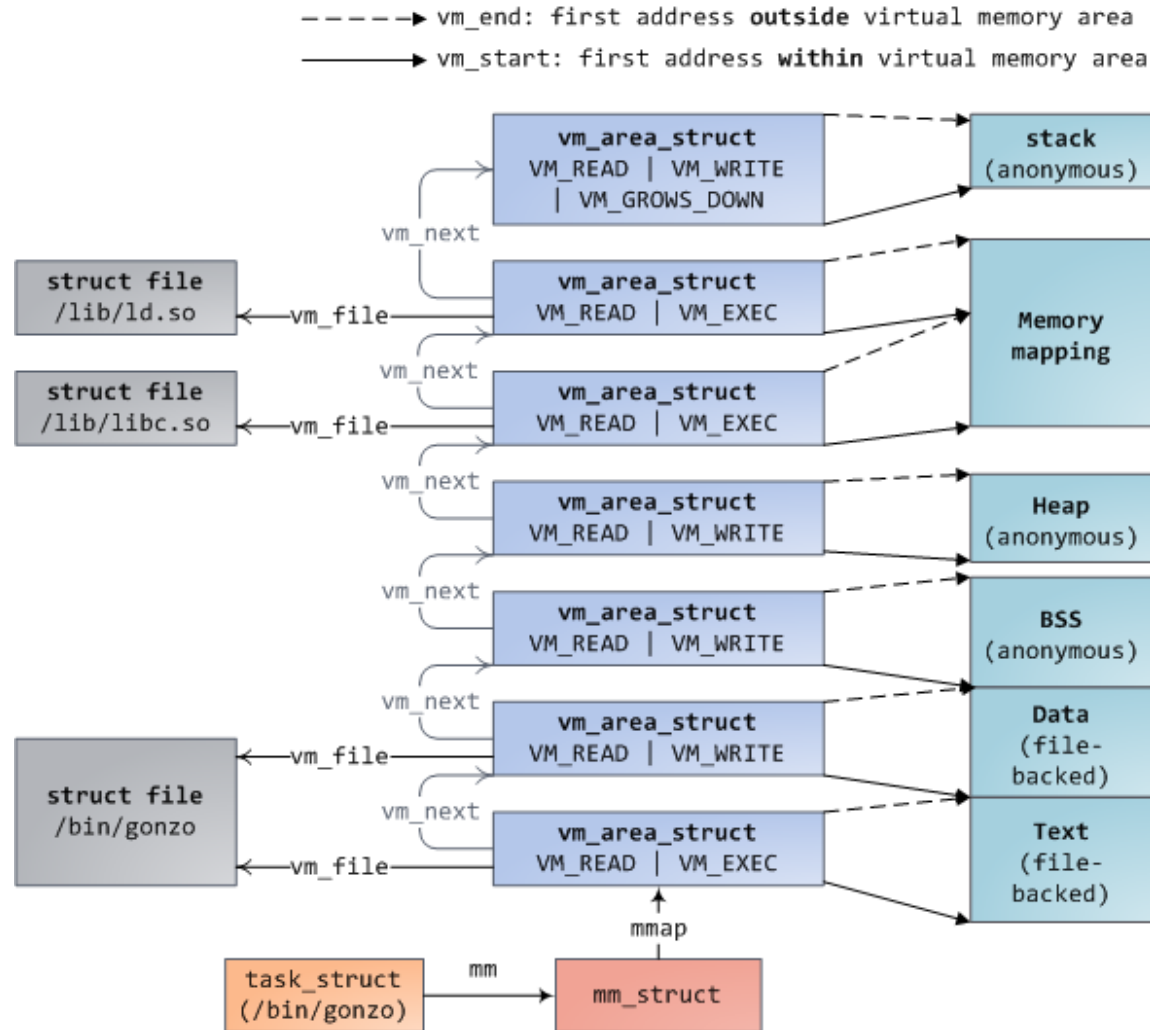 vm_end: first address outside virtual memory area
vm_start: first address within virtual memory area
vm_area_struct
VM_READ | VM_WRITE
| VM_GROWS_DOWN
stack
(anonymous)
vm_next
struct file
/lib/ld.so
vm_file
vm_area_struct
VM_READ | VM_EXEC
Memory
mapping
vm_next
struct file
/lib/libc.so
vm_file
vm_area_struct
VM_READ | VM_EXEC
vm_next
vm_area_struct
VM_READ | VM_WRITE
Heap
(anonymous)
vm_next
vm_area_struct
VM_READ | VM_WRITE
BSS
(anonymous)
vm_next
vm_file
vm_area_struct
VM_READ | VM_WRITE
Data
(file-
backed)
struct file
/bin/gonzo
vm_next
vm_file
vm_area_struct
VM_READ | VM_EXEC
Text
(file-
backed)
mmap
task_struct
(/bin/gonzo)
mm
mm_struct